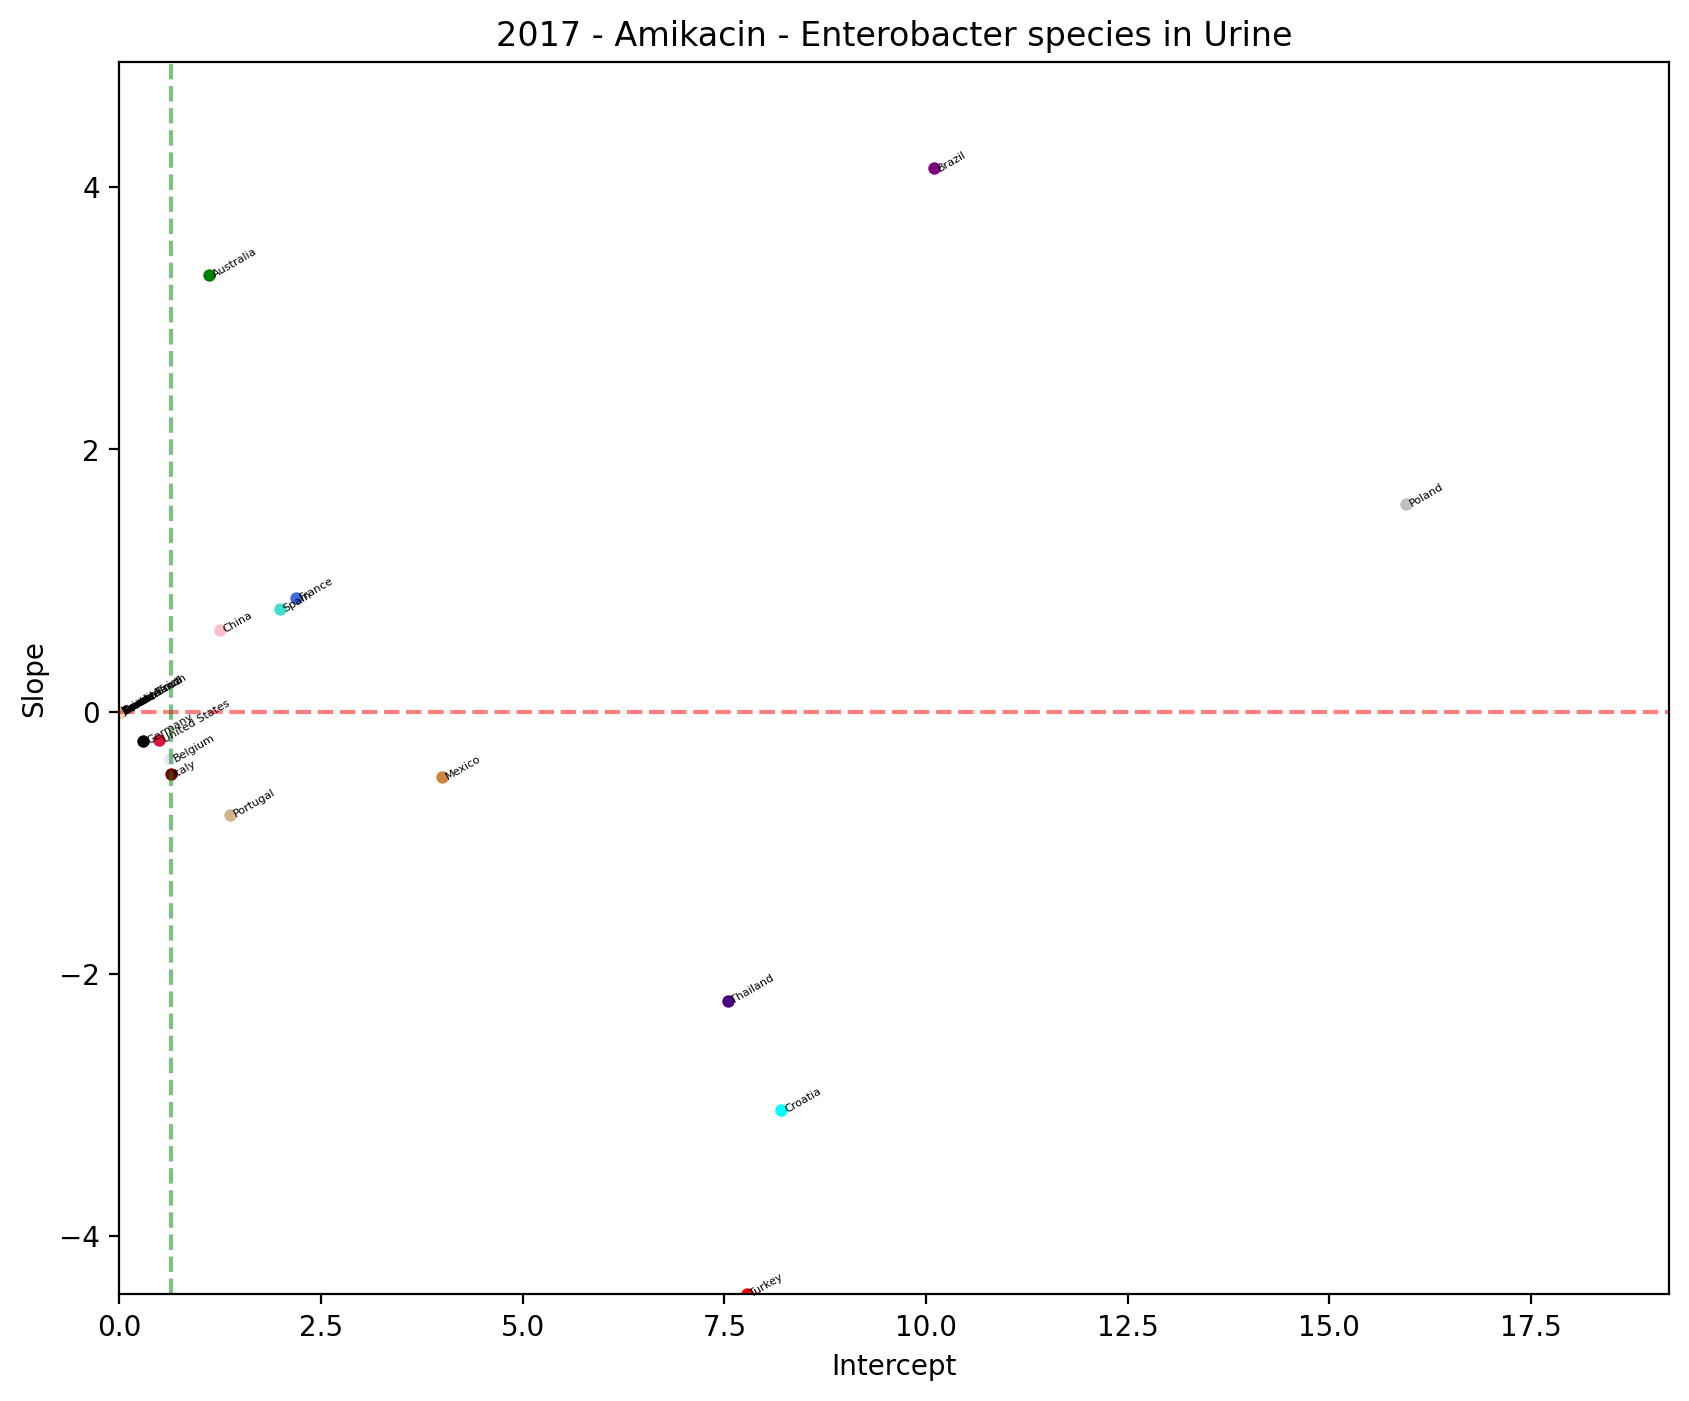 2017 - Amikacin - Enterobacter species in Urine
Slope
4
2
0
−2
−4
Brazil
Australia
Poland
France
Spain
China
United States
Germany
Belgium
Italy
Mexico
Portugal
Thailand
Croatia
Turkey
0.0 2.5 5.0 7.5 10.0 12.5 15.0 17.5
Intercept